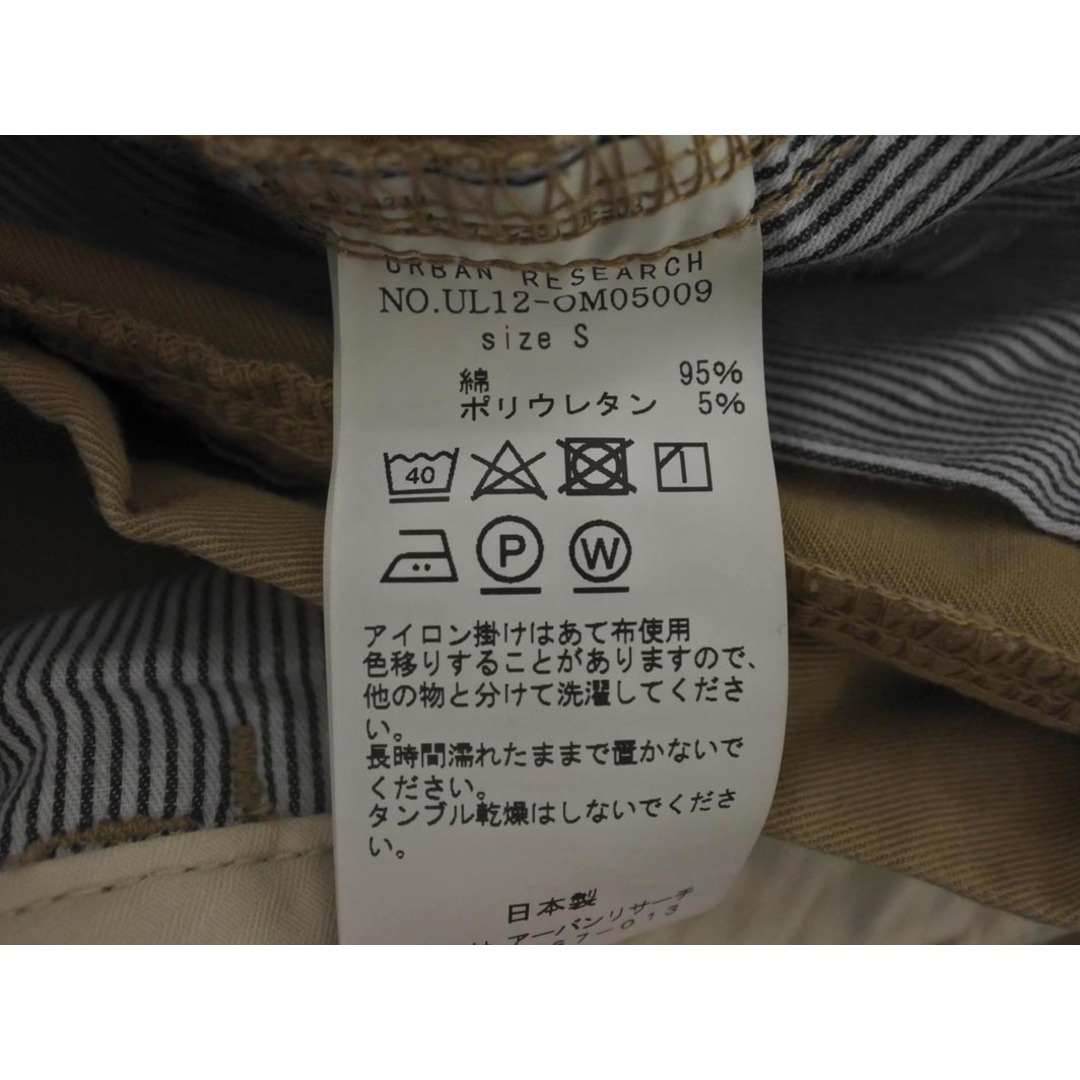 URBAN RESEARCH
NO.UL12-OM05009
size S
綿 95%
ポリウレタン 5%
40
P W
アイロン掛けはあて布使用
色移りすることがありますので、
他の物と分けて洗濯してくださ
い。
長時間濡れたままで置かないで
ください。
タンブル乾燥はしないでくださ
い。
日本製
アーバンリサーチ
67-013